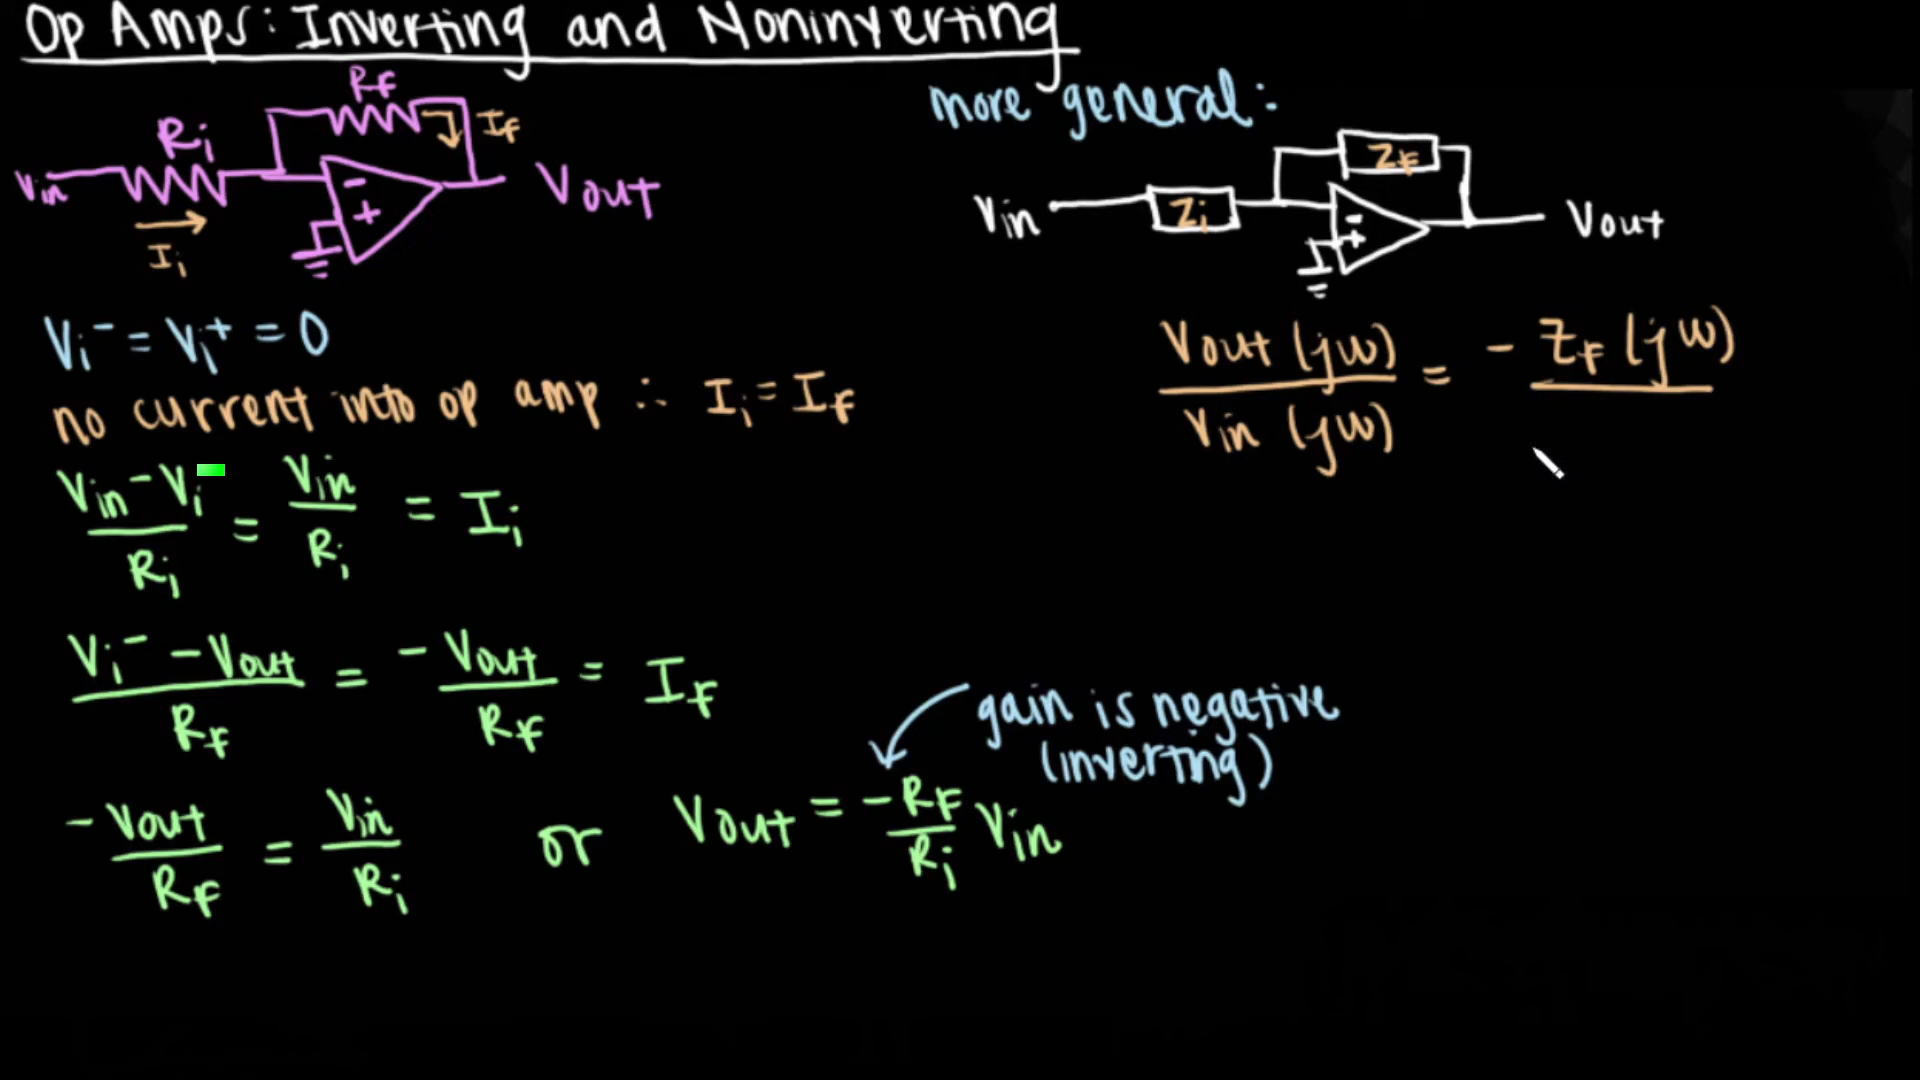 Op Amps: Inverting and Noninverting
RF
Ri
IF
Vin
-
+
Vout
Ii
more general:
ZF
Vin
Zi
-
+
Vout
Vi⁻ = Vi⁺ = 0
no current into op amp ∴ Ii = IF
Vin - Vi⁻ / Ri = Vin / Ri = Ii
Vi⁻ - Vout / RF = - Vout / RF = IF
- Vout / RF = Vin / Ri or Vout = - RF / Ri Vin
gain is negative
(inverting)
Vout (jω) / Vin (jω) = - ZF (jω) /